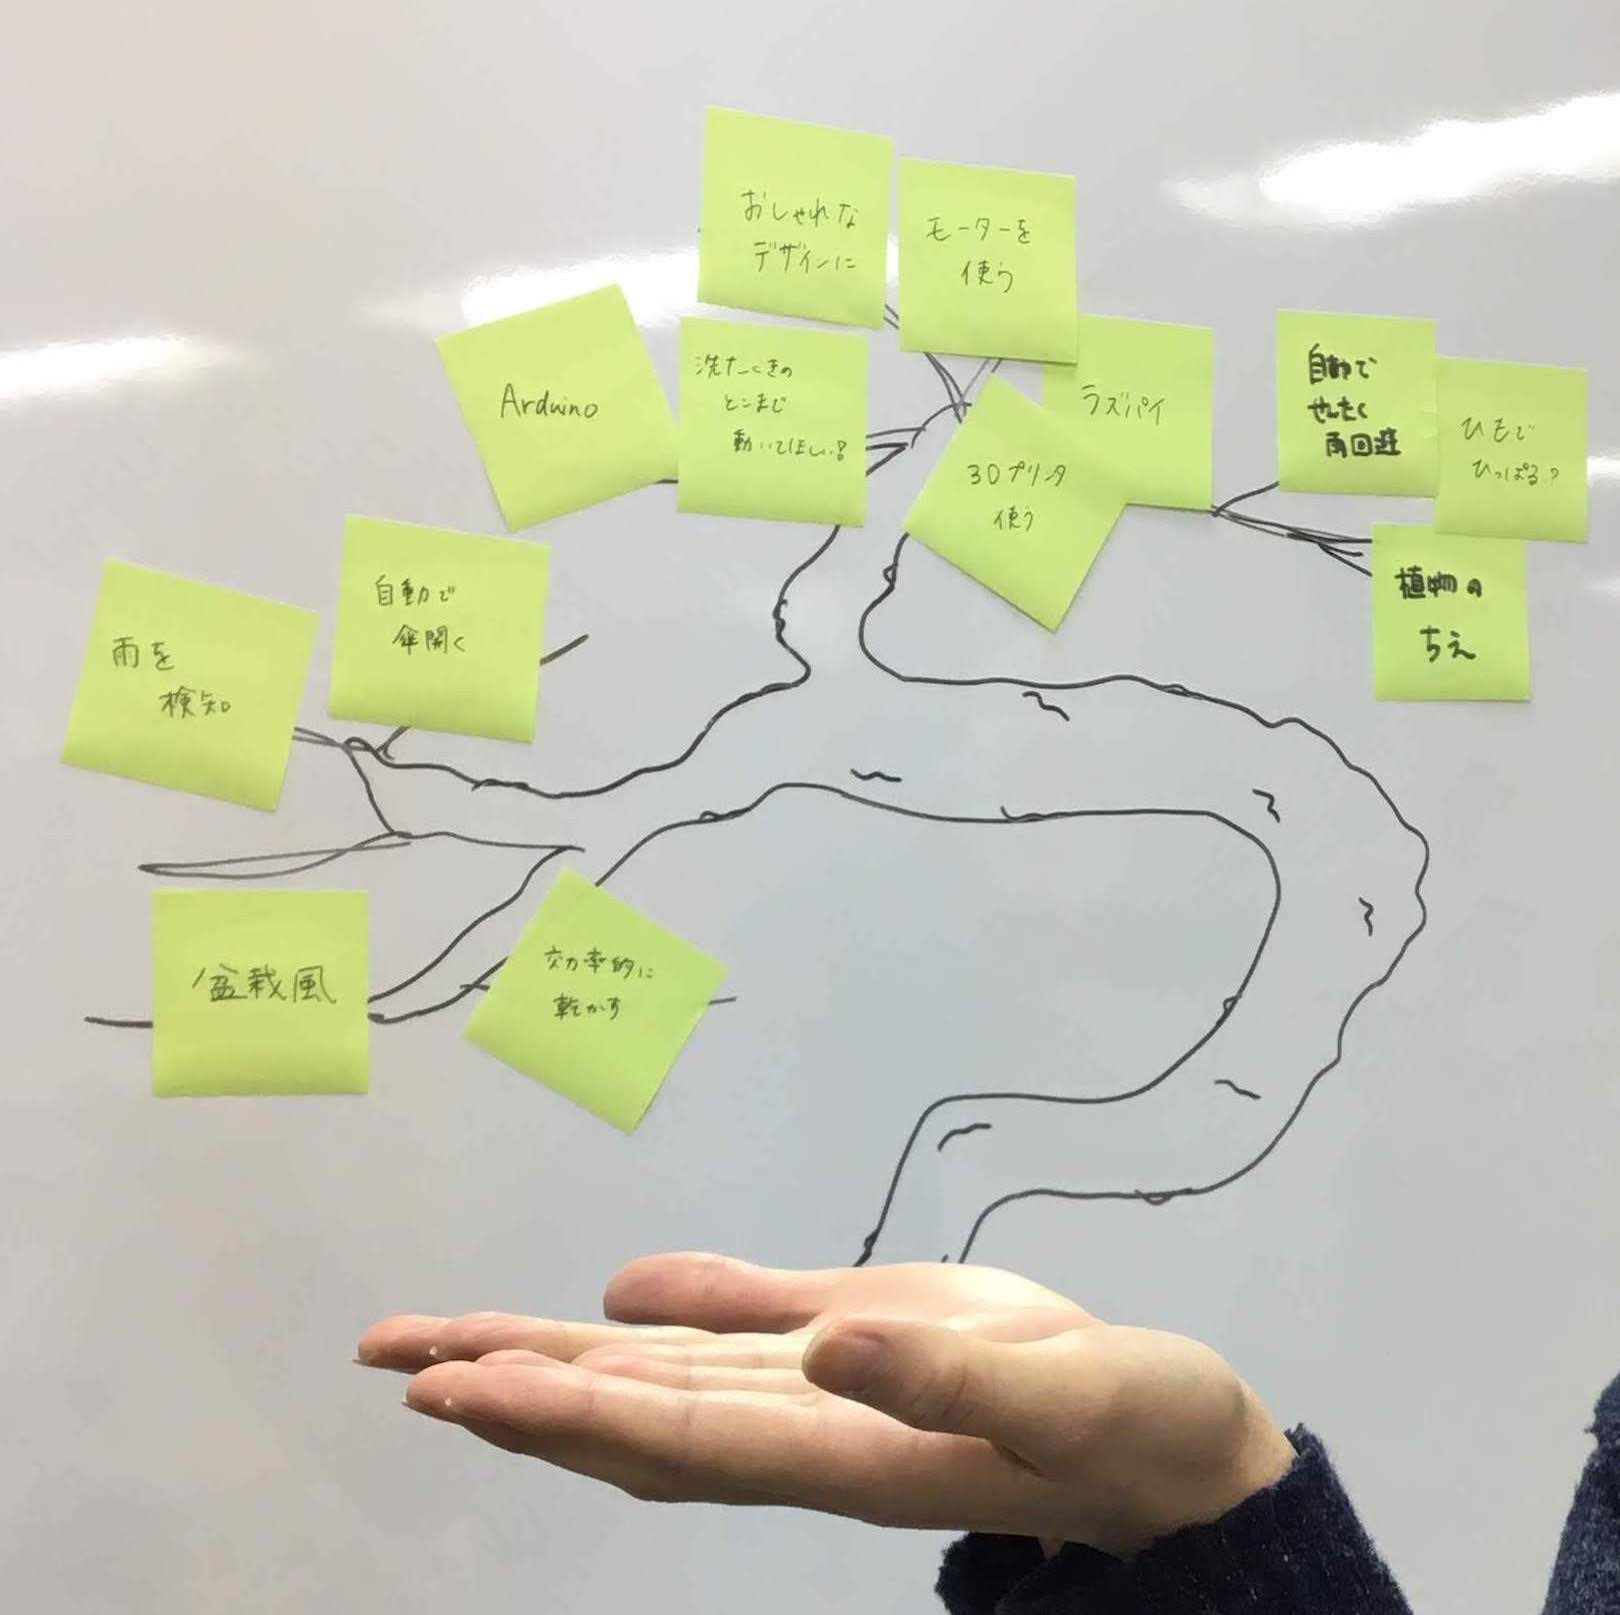 おしゃれな
デザインに
モーターを
使う
Arduino
洗たくきの
とこまで
動いてほしい?
ラズパイ
3Dプリンタ
使う
自動で
せんたく
雨回避
ひもで
ひっぱる?
植物の
ちえ
雨を
検知
自動で
傘開く
盆栽風
効率的に
乾かす